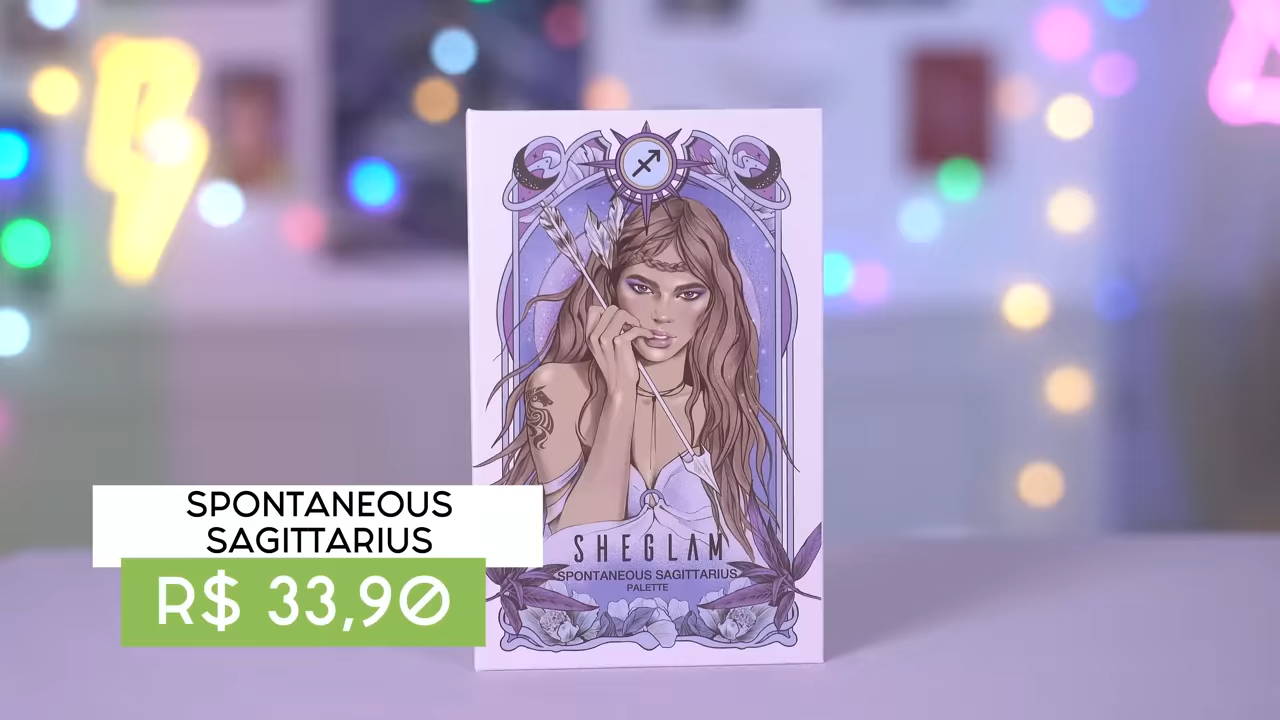 SPONTANEOUS
SAGITTARIUS
R$ 33,90
SHEGLAM
SPONTANEOUS SAGITTARIUS
PALETTE